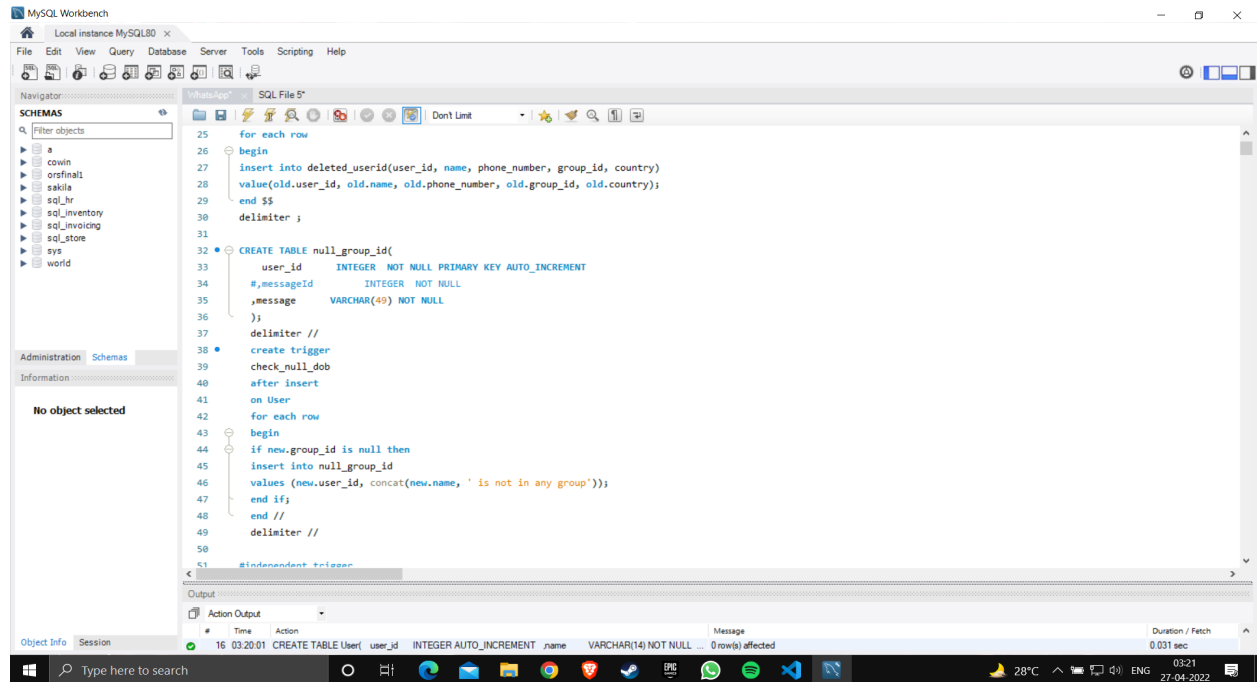 MySQL Workbench
Local instance MySQL80 ×
File Edit View Query Database Server Tools Scripting Help
Navigator
WhatsApp* × SQL File 5*
SCHEMAS
Filter objects
Don't Limit
a
cowin
orsfinal1
sakila
sql_hr
sql_inventory
sql_invoicing
sql_store
sys
world
Administration Schemas
Information
No object selected
Object Info Session
25 for each row
26 begin
27 insert into deleted_userid(user_id, name, phone_number, group_id, country)
28 value(old.user_id, old.name, old.phone_number, old.group_id, old.country);
29 end $$
30 delimiter ;
31
32 CREATE TABLE null_group_id(
33 user_id INTEGER NOT NULL PRIMARY KEY AUTO_INCREMENT
34 #,messageId INTEGER NOT NULL
35 ,message VARCHAR(49) NOT NULL
36 );
37 delimiter //
38 create trigger
39 check_null_dob
40 after insert
41 on User
42 for each row
43 begin
44 if new.group_id is null then
45 insert into null_group_id
46 values (new.user_id, concat(new.name, ' is not in any group'));
47 end if;
48 end //
49 delimiter //
50
51 #independent trigger
Output
Action Output
# Time Action Message Duration / Fetch
16 03:20:01 CREATE TABLE User( user_id INTEGER AUTO_INCREMENT ,name VARCHAR(14) NOT NULL ... 0 row(s) affected 0.031 sec
Type here to search
EPIC GAMES
28°C ENG 03:21
27-04-2022